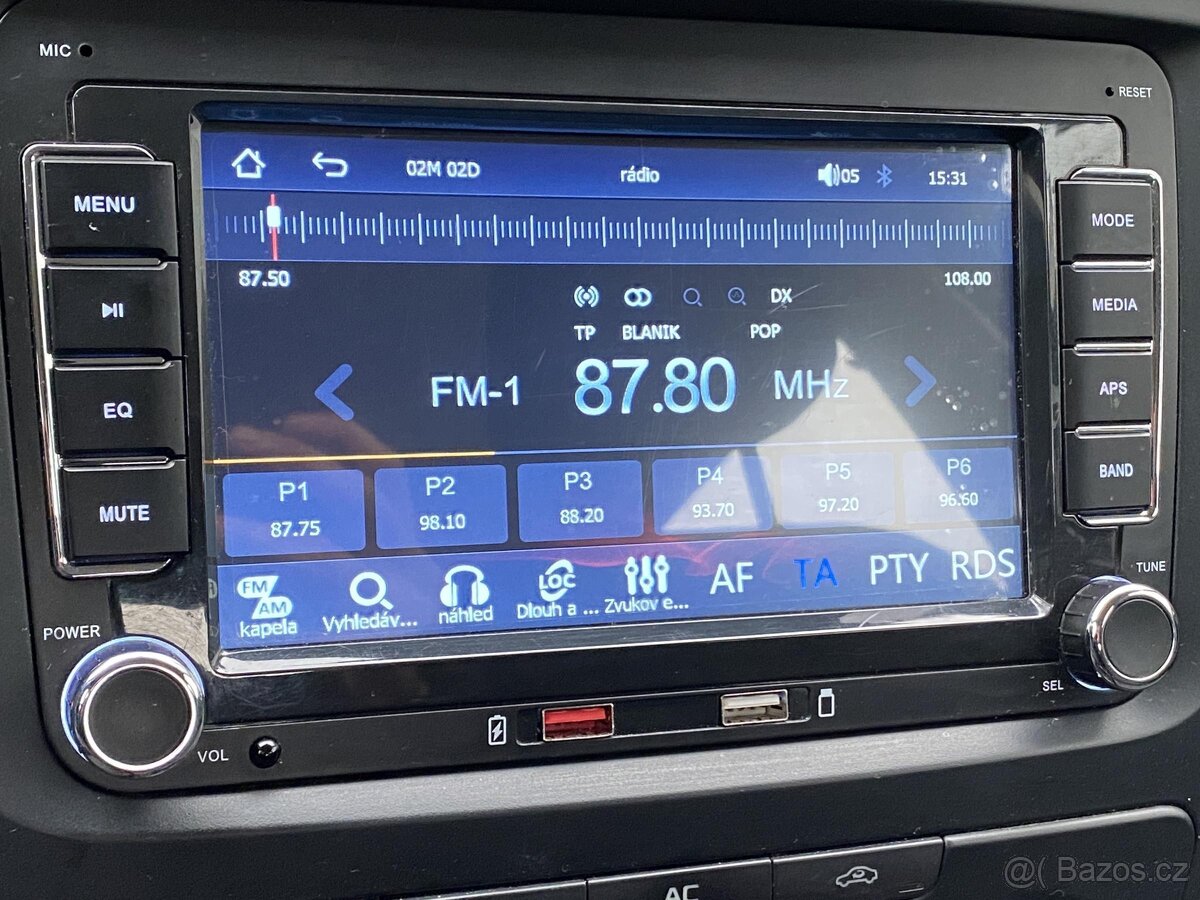 MIC
RESET
02M 02D rádio 05 15:31
MENU
MODE
87.50 108.00
DX
MEDIA
TP BLANIK POP
FM-1 87.80 MHz
EQ
APS
MUTE
BAND
P1 P2 P3 P4 P5 P6
87.75 98.10 88.20 93.70 97.20 96.60
FM AM LOC AF TA PTY RDS
kapela Vyhledáv... náhled Dlouh a ... Zvukov e...
TUNE
POWER
SEL
VOL
AC
@( Bazos.cz